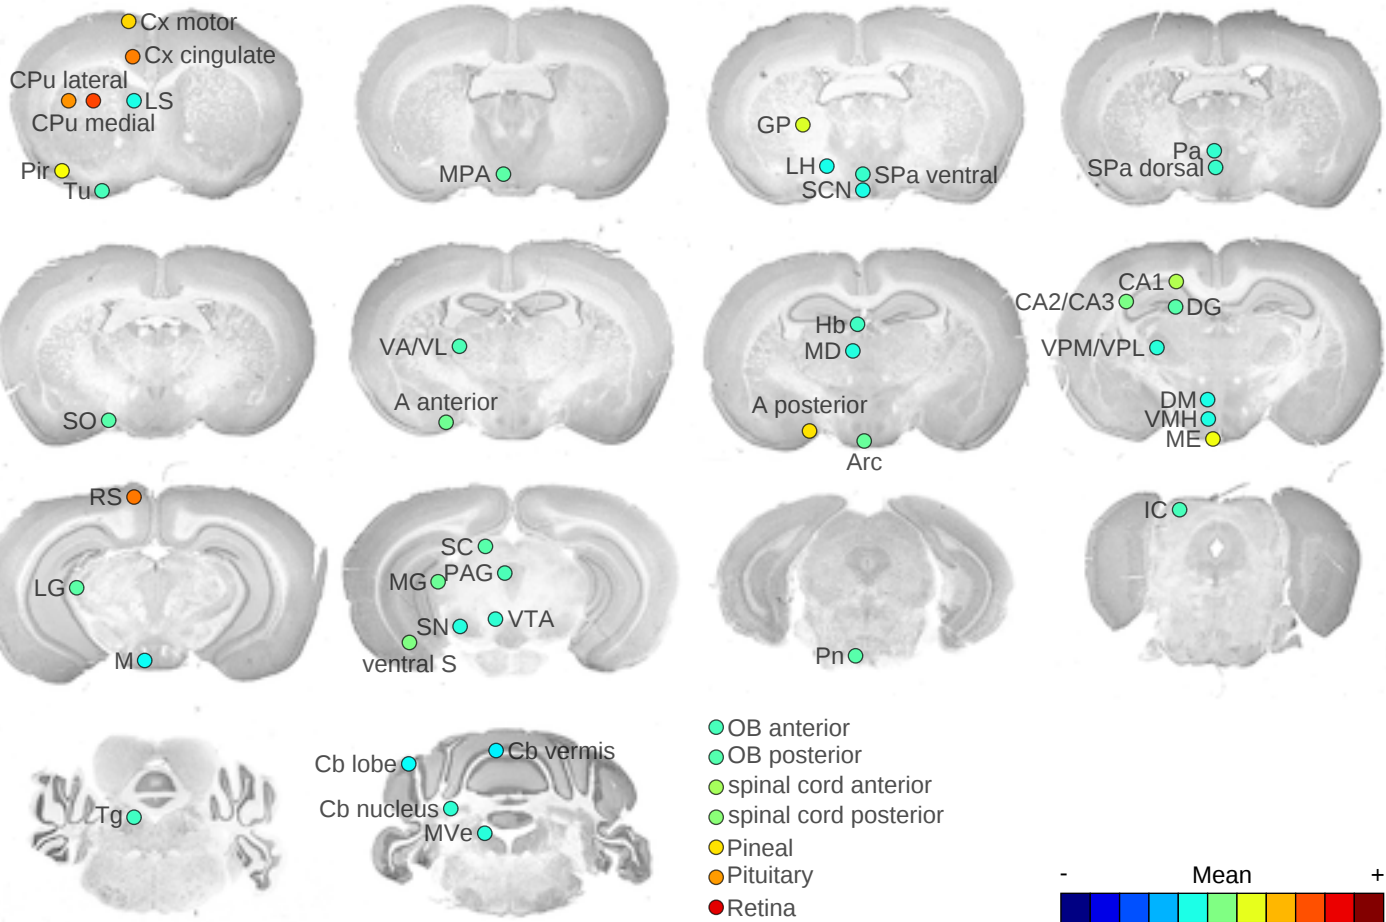 Cx motor
Cx cingulate
CPu lateral
LS
CPu medial
Pir
Tu
MPA
GP
LH
SPa ventral
SCN
Pa
SPa dorsal
SO
VA/VL
A anterior
Hb
MD
A posterior
Arc
CA1
CA2/CA3
DG
VPM/VPL
DM
VMH
ME
RS
LG
M
SC
PAG
MG
SN
VTA
ventral S
Pn
IC
Tg
Cb vermis
Cb lobe
Cb nucleus
MVe
OB anterior
OB posterior
spinal cord anterior
spinal cord posterior
Pineal
Pituitary
Retina
- Mean +